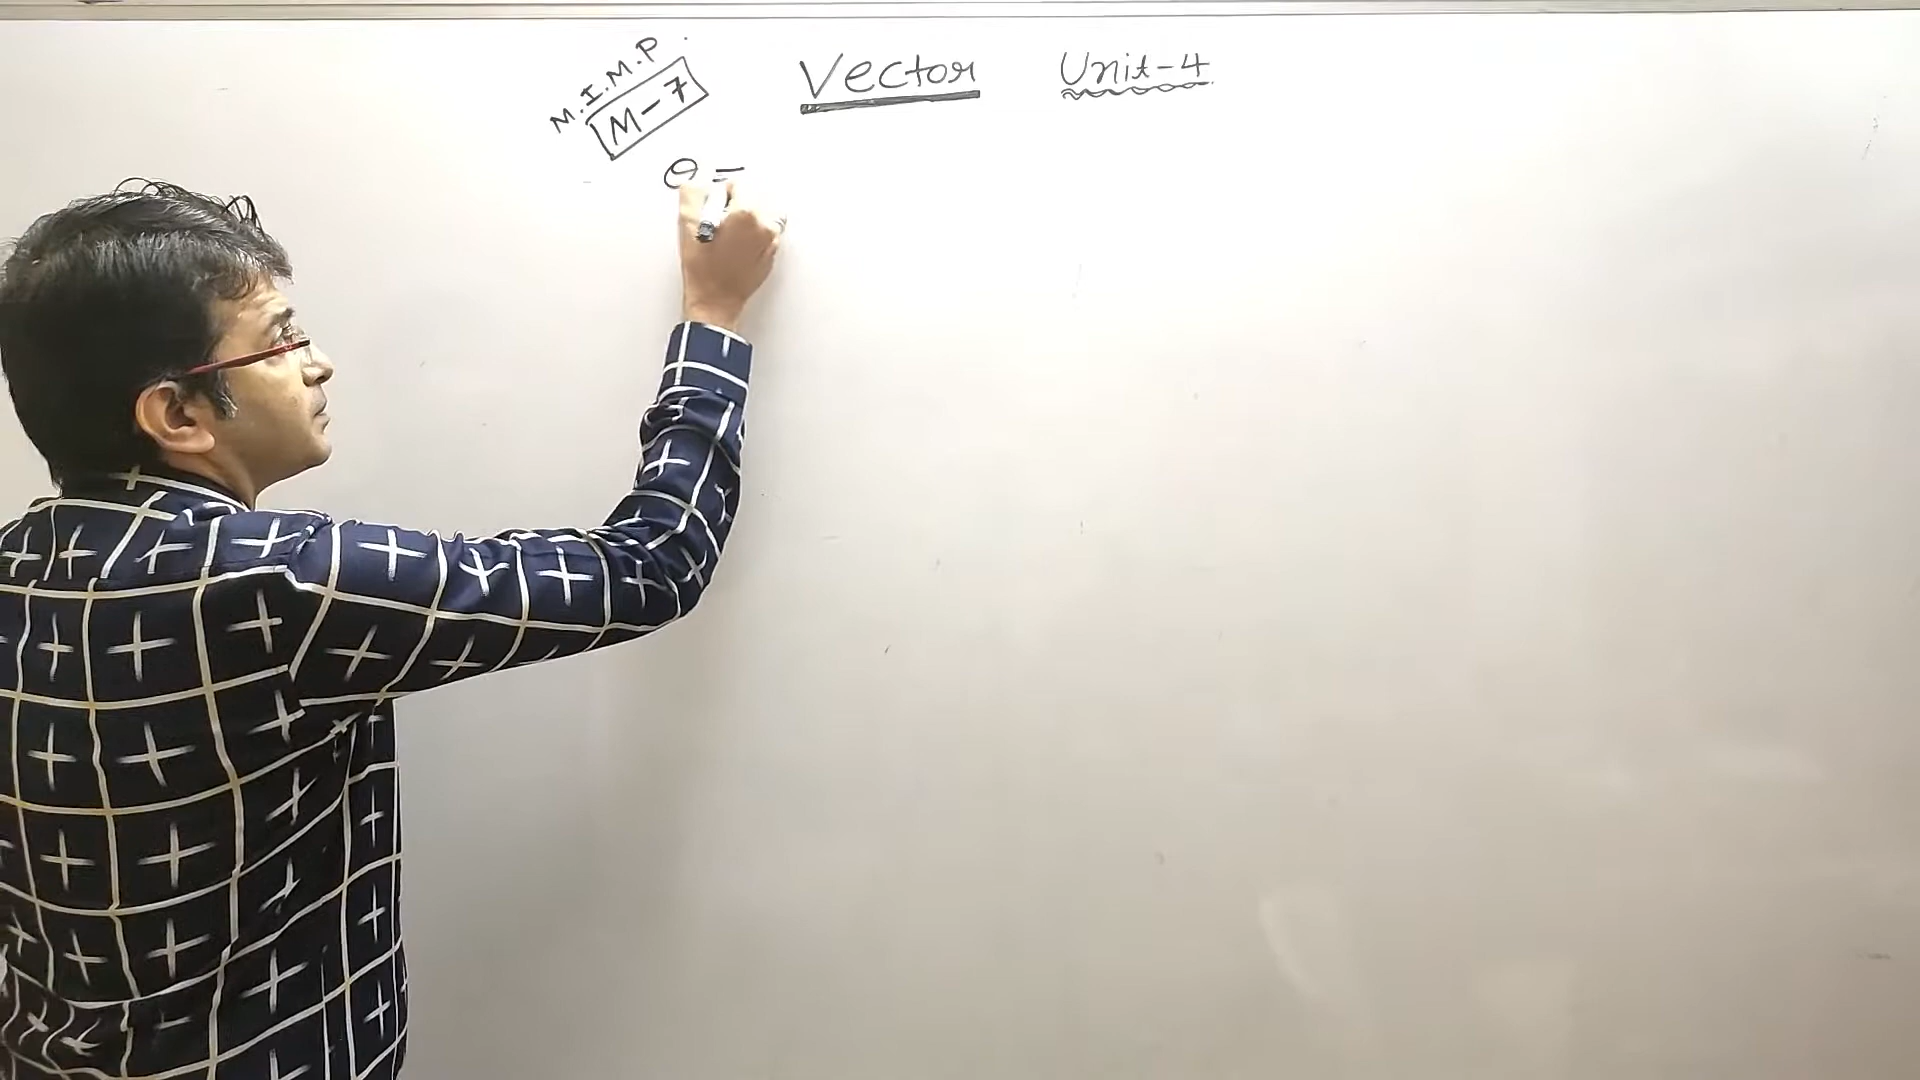 M.I.M.P.
M-7
Vector Unit-4
θ =